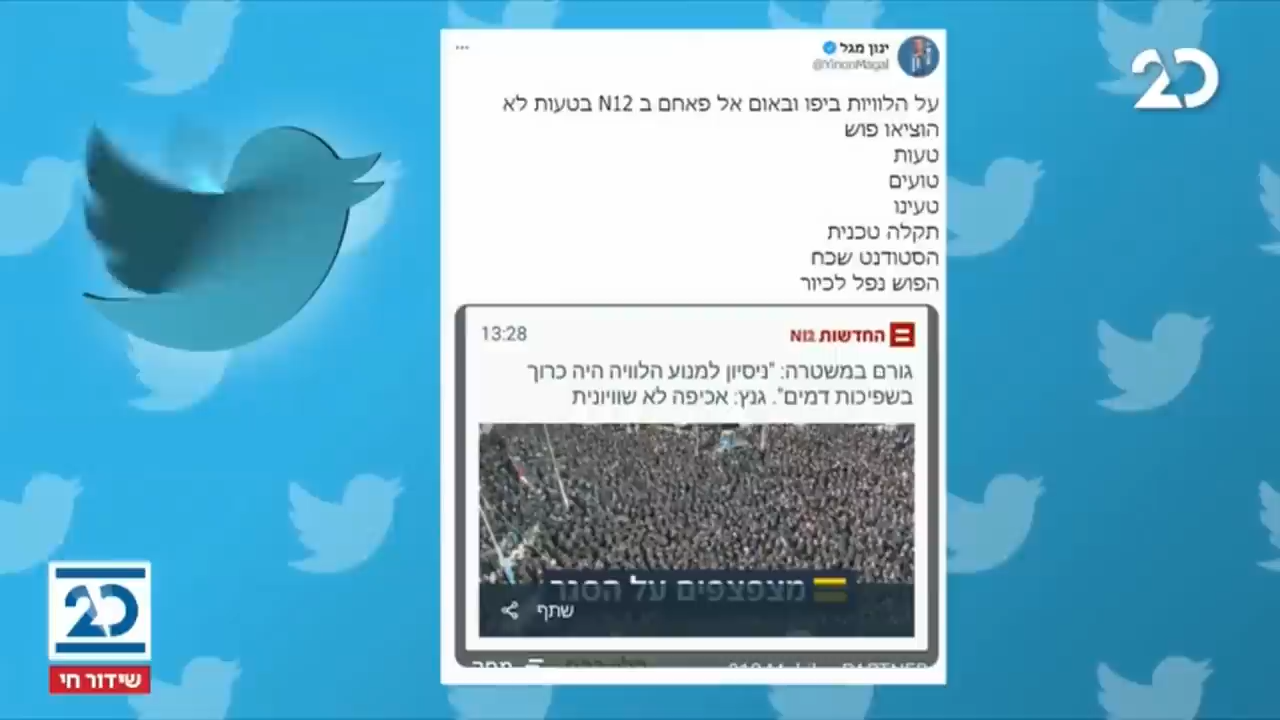 20
ינון מגל
@YinonMagal
על הלוויות ביפו ובאום אל פאחם ב N12 בטעות לא
הוציאו פוש
טעות
טועים
טעינו
תקלה טכנית
הסטודנט שכח
הפוש נפל לכיור
החדשות N12
13:28
גורם במשטרה: "ניסיון למנוע הלוויה היה כרוך
בשפיכות דמים". גנץ: אכיפה לא שוויונית
מצפצפים על הסגר
שתף
PARTNER
20
שידור חי